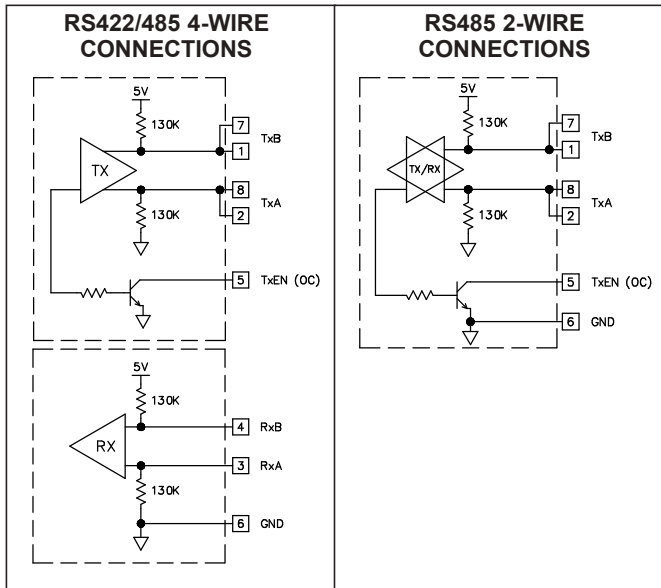 RS422/485 4-WIRE
CONNECTIONS
5V
130K
7
TxB
1
TX
8
TxA
130K
2
5
TxEN (OC)
5V
130K
4
RxB
RX
3
RxA
130K
6
GND
RS485 2-WIRE
CONNECTIONS
5V
130K
7
TxB
1
TX/RX
8
TxA
130K
2
5
TxEN (OC)
6
GND